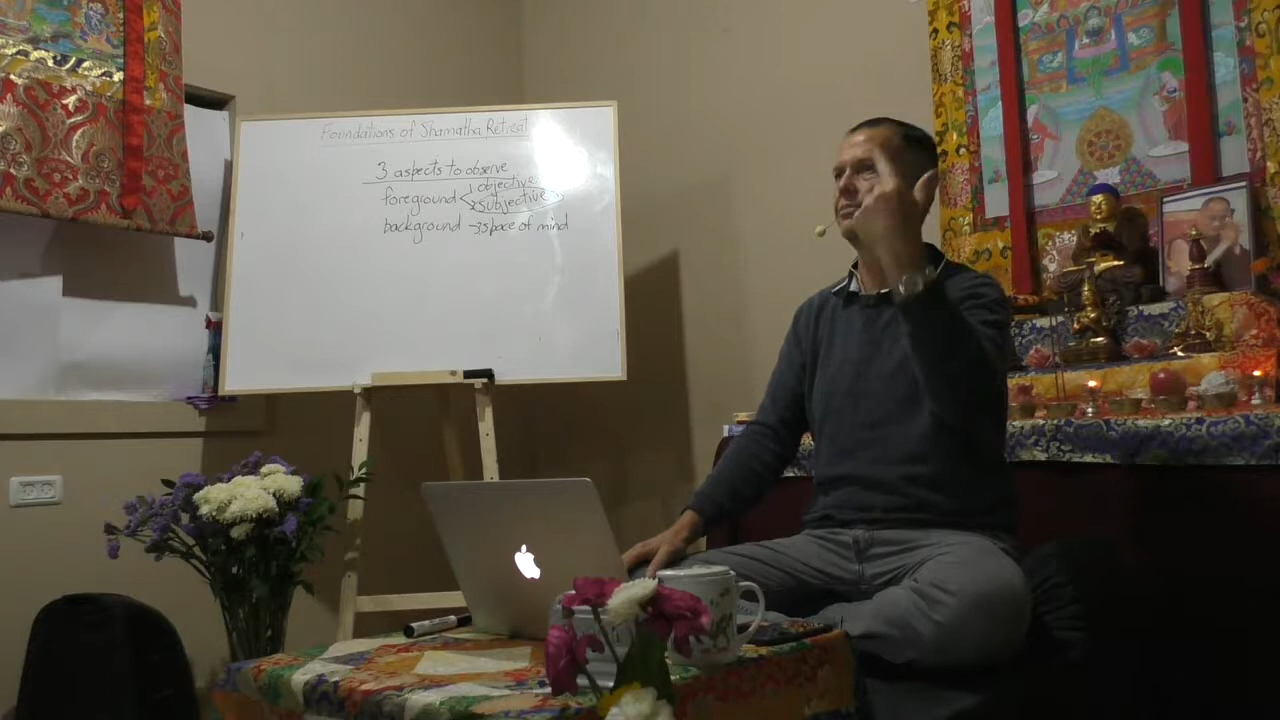 Foundations of Shamatha Retreat
3 aspects to observe
foreground < objective
subjective
background → space of mind